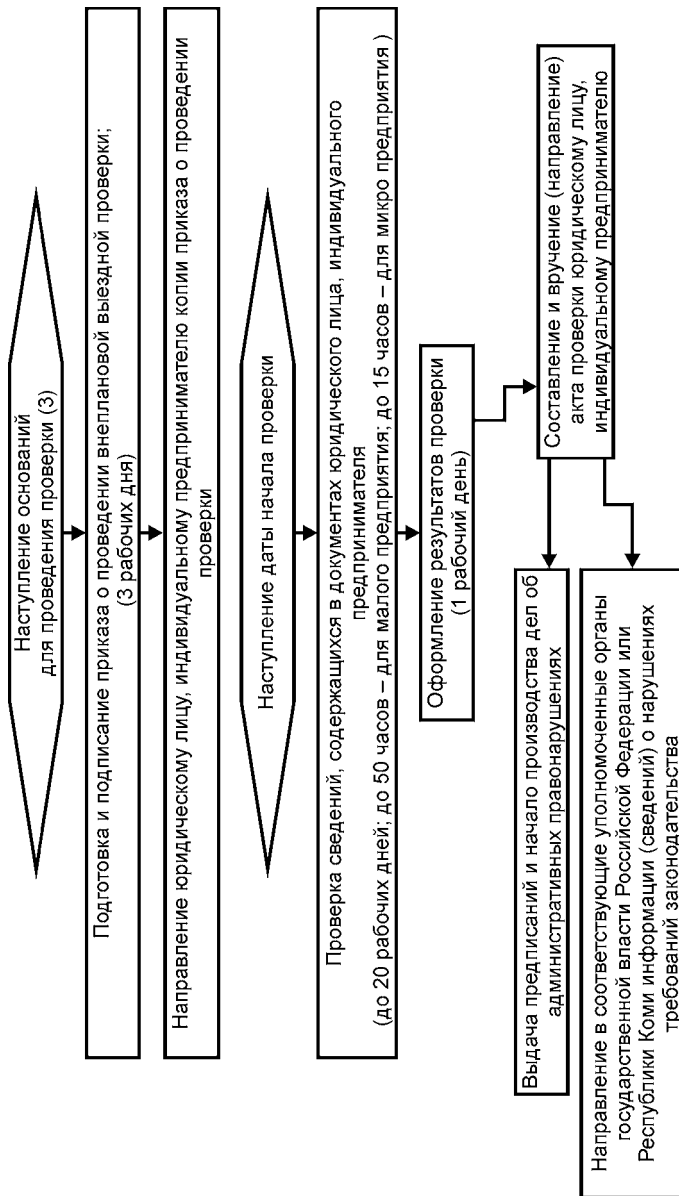 Наступление оснований
для проведения проверки (3)
Подготовка и подписание приказа о проведении внеплановой выездной проверки;
(3 рабочих дня)
Направление юридическому лицу, индивидуальному предпринимателю копии приказа о проведении
проверки
Наступление даты начала проверки
Проверка сведений, содержащихся в документах юридического лица, индивидуального
предпринимателя
(до 20 рабочих дней; до 50 часов – для малого предприятия; до 15 часов – для микро предприятия )
Оформление результатов проверки
(1 рабочий день)
Составление и вручение (направление)
акта проверки юридическому лицу,
индивидуальному предпринимателю
Выдача предписаний и начало производства дел об
административных правонарушениях
Направление в соответствующие уполномоченные органы
государственной власти Российской Федерации или
Республики Коми информации (сведений) о нарушениях
требований законодательства